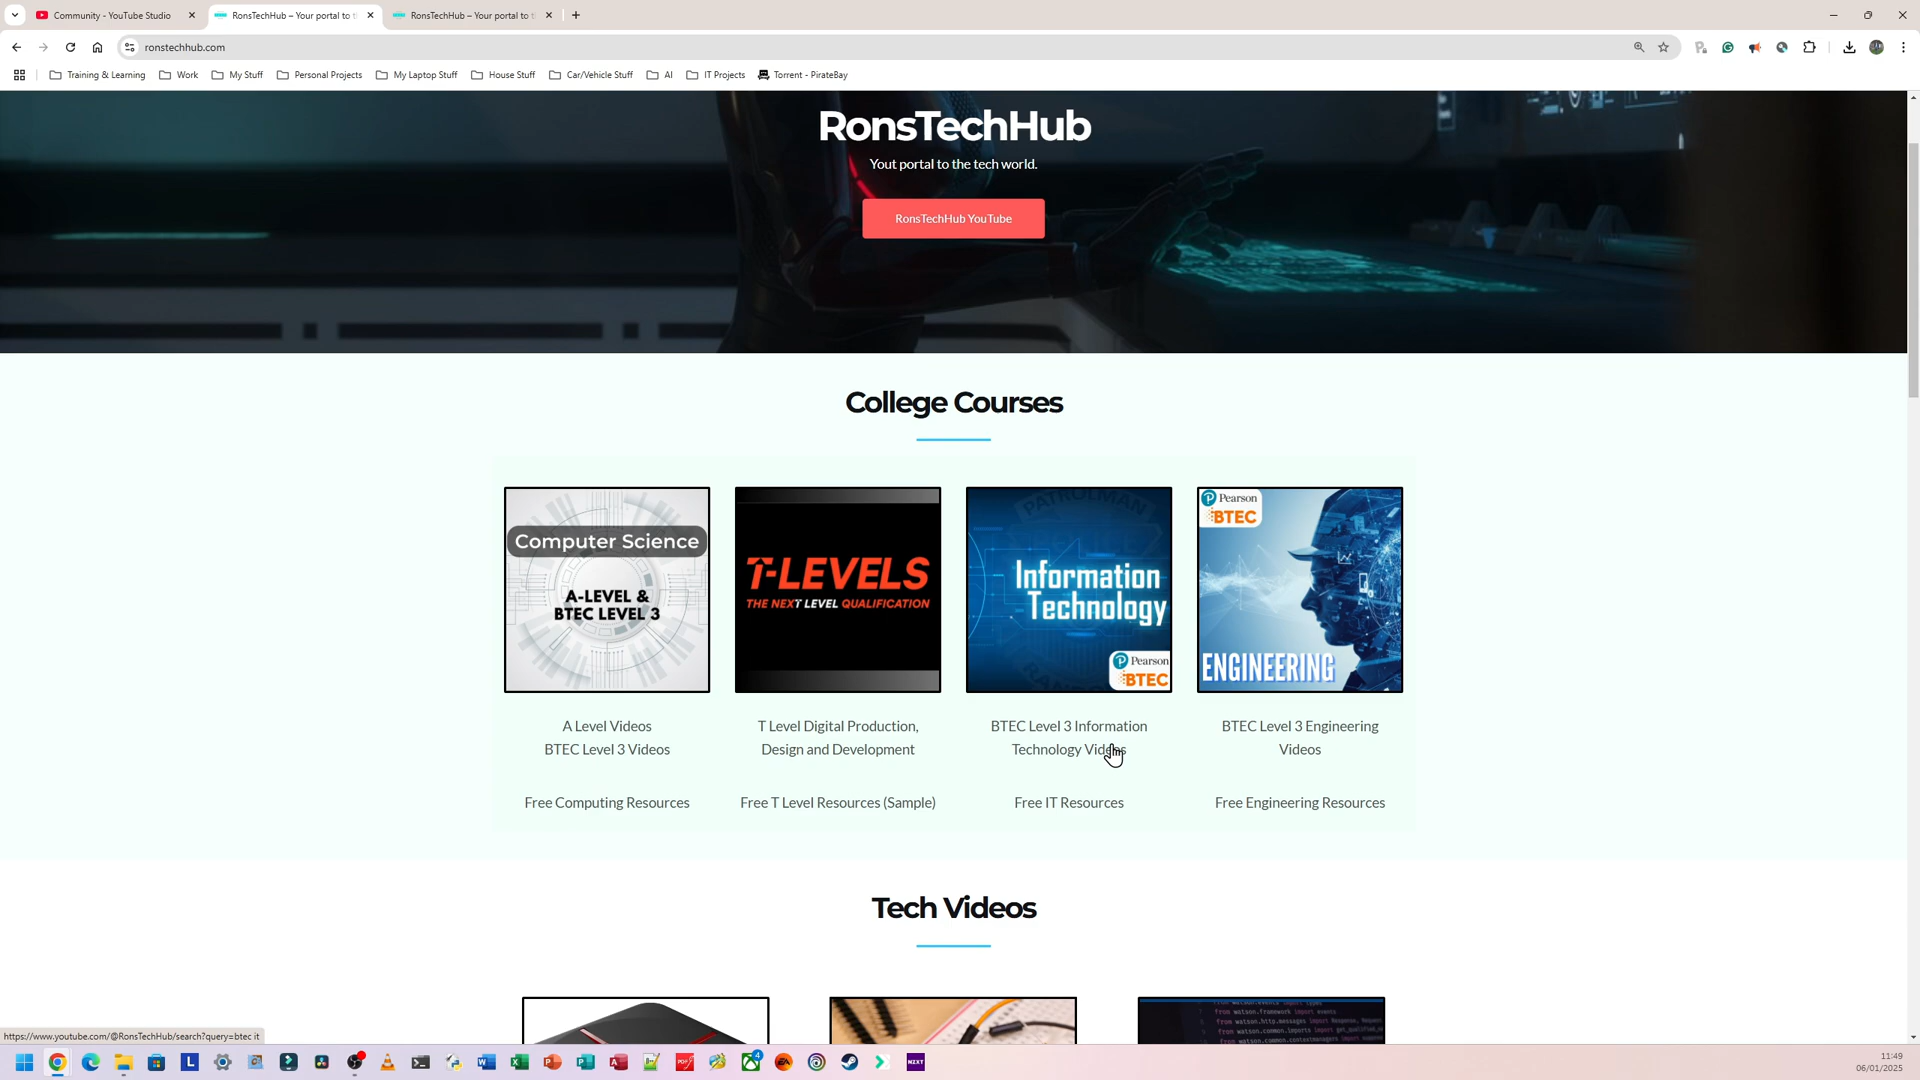 Community - YouTube Studio
RonsTechHub – Your portal to t
RonsTechHub – Your portal to t
ronstechhub.com
Training & Learning
Work
My Stuff
Personal Projects
My Laptop Stuff
House Stuff
Car/Vehicle Stuff
AI
IT Projects
Torrent - PirateBay
RonsTechHub
Yout portal to the tech world.
RonsTechHub YouTube
College Courses
Computer Science
A-LEVEL &
BTEC LEVEL 3
T-LEVELS
THE NEXT LEVEL QUALIFICATION
PATROLMAN
Information
Technology
Pearson
BTEC
Pearson
BTEC
ENGINEERING
A Level Videos
BTEC Level 3 Videos
T Level Digital Production,
Design and Development
BTEC Level 3 Information
Technology Videos
BTEC Level 3 Engineering
Videos
Free Computing Resources
Free T Level Resources (Sample)
Free IT Resources
Free Engineering Resources
Tech Videos
https://www.youtube.com/@RonsTechHub/search?query=btec it
11:49
06/01/2025